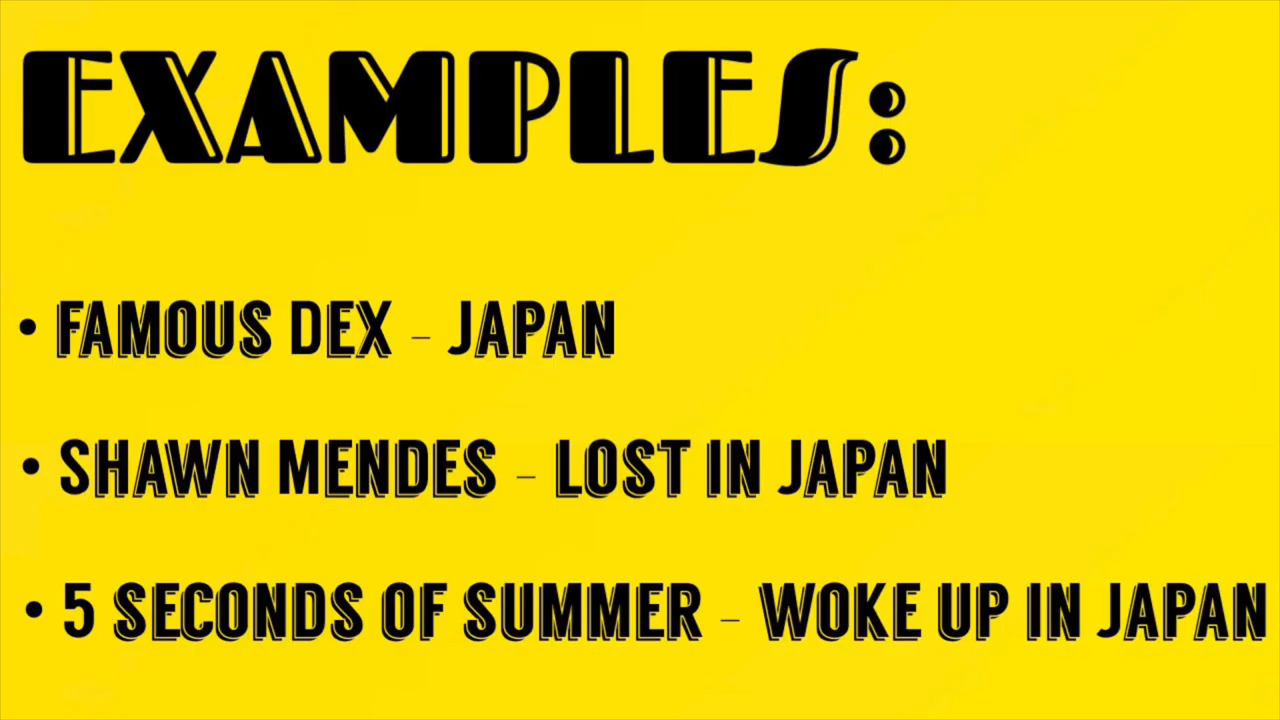 EXAMPLES:
• FAMOUS DEX – JAPAN
• SHAWN MENDES – LOST IN JAPAN
• 5 SECONDS OF SUMMER – WOKE UP IN JAPAN